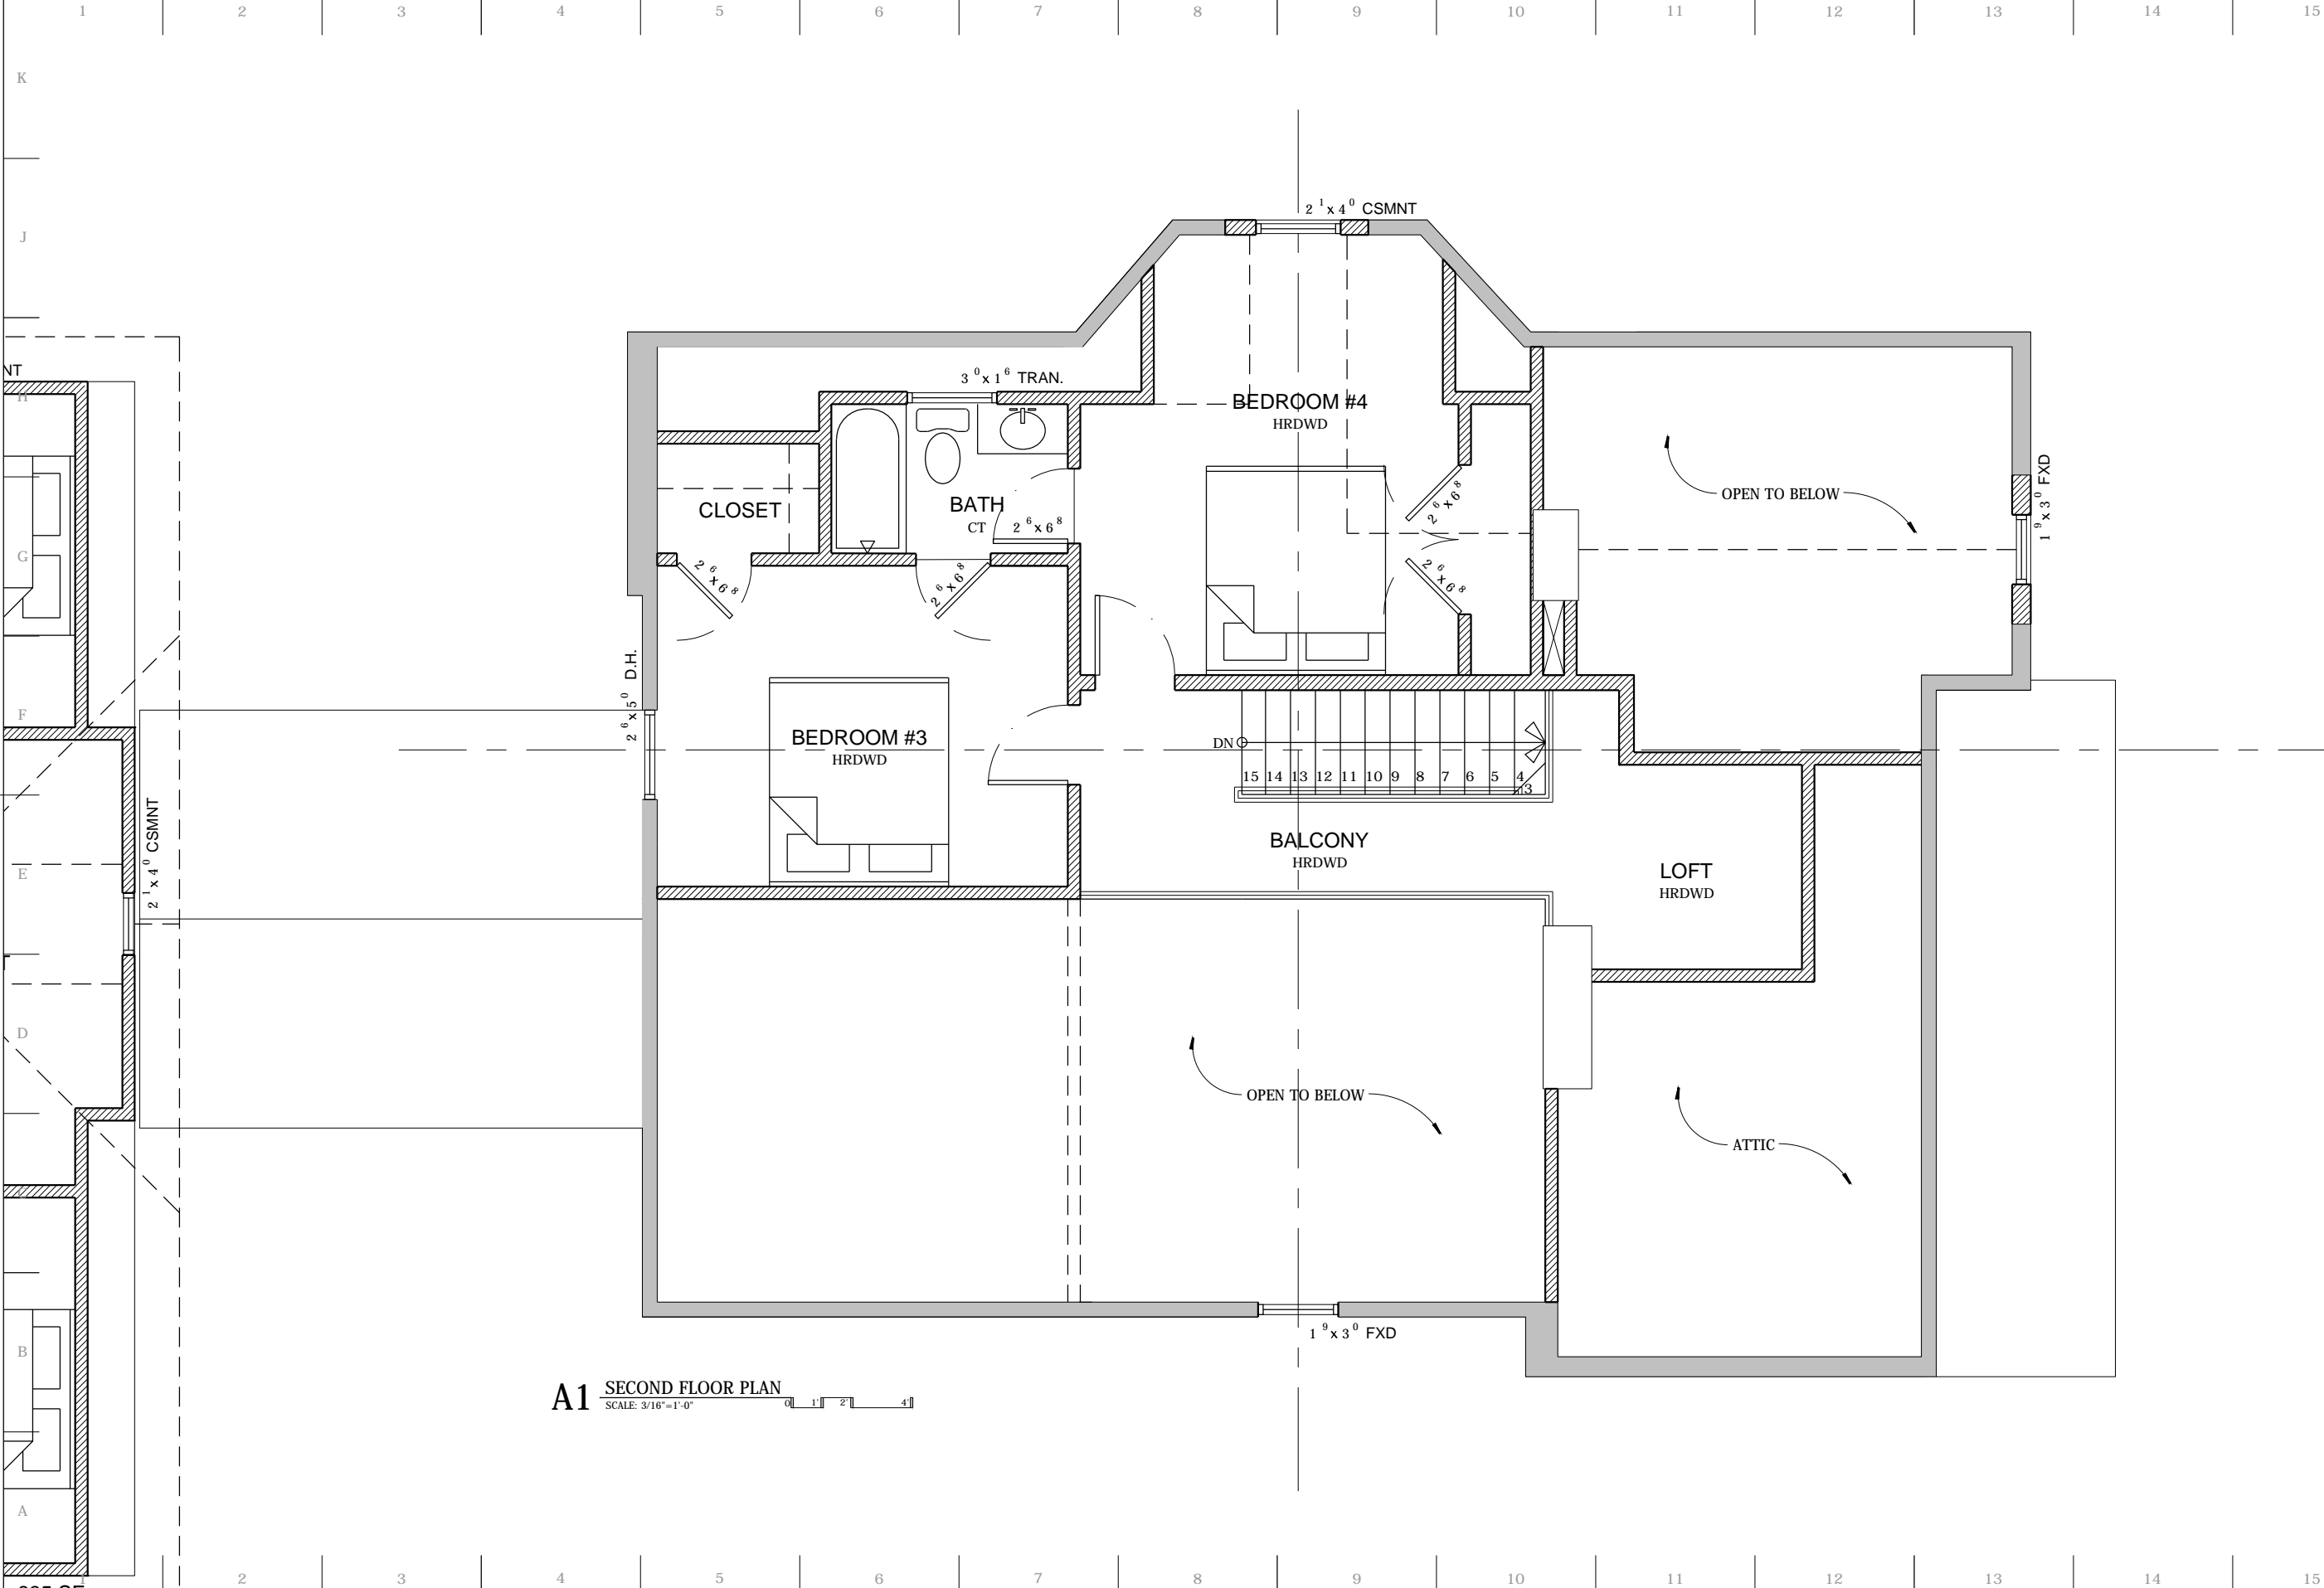 1 2 3 4 5 6 7 8 9 10 11 12 13 14 15
K
J
2 1 x 4 0 CSMNT
NT
3 0 x 1 6 TRAN.
H
BEDROOM #4
HRDWD
1 9 x 3 0 FXD
OPEN TO BELOW
CLOSET
BATH
CT
2 6 x 6 8
2 6 x 6 8
G
2 6 x 6 8
2 6 x 6 8
2 6 x 6 8
2 6 x 5 0 D.H.
F
BEDROOM #3
HRDWD
DN
15 14 13 12 11 10 9 8 7 6 5 4
3
2 1 x 4 0 CSMNT
BALCONY
HRDWD
E
LOFT
HRDWD
D
OPEN TO BELOW
ATTIC
B
1 9 x 3 0 FXD
A1 SECOND FLOOR PLAN
SCALE: 3/16"=1'-0"
0 1' 2' 4'
A
1 2 3 4 5 6 7 8 9 10 11 12 13 14 15